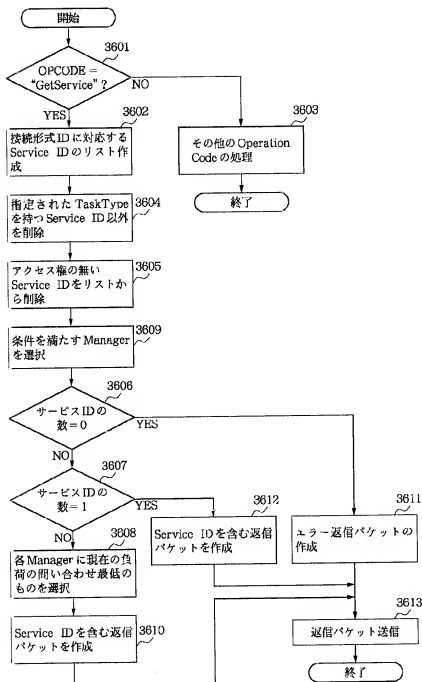 開始
3601
OPCODE=
"GetService"?
NO
YES
3602
接続形式IDに対応する
Service IDのリスト作
成
3603
その他のOperation
Codeの処理
終了
3604
指定された TaskType
を持つService ID以外
を削除
3605
アクセス権の無い
Service IDをリストか
ら削除
3609
条件を満たすManager
を選択
3606
サービスIDの
数=0
YES
NO
3607
サービスIDの
数=1
YES
NO
3612
Service IDを含む返信
パケットを作成
3611
エラー返信パケットの
作成
3608
各Managerに現在の負
荷の問い合わせ最低の
ものを選択
3610
Service IDを含む返信
パケットを作成
3613
返信パケット送信
終了